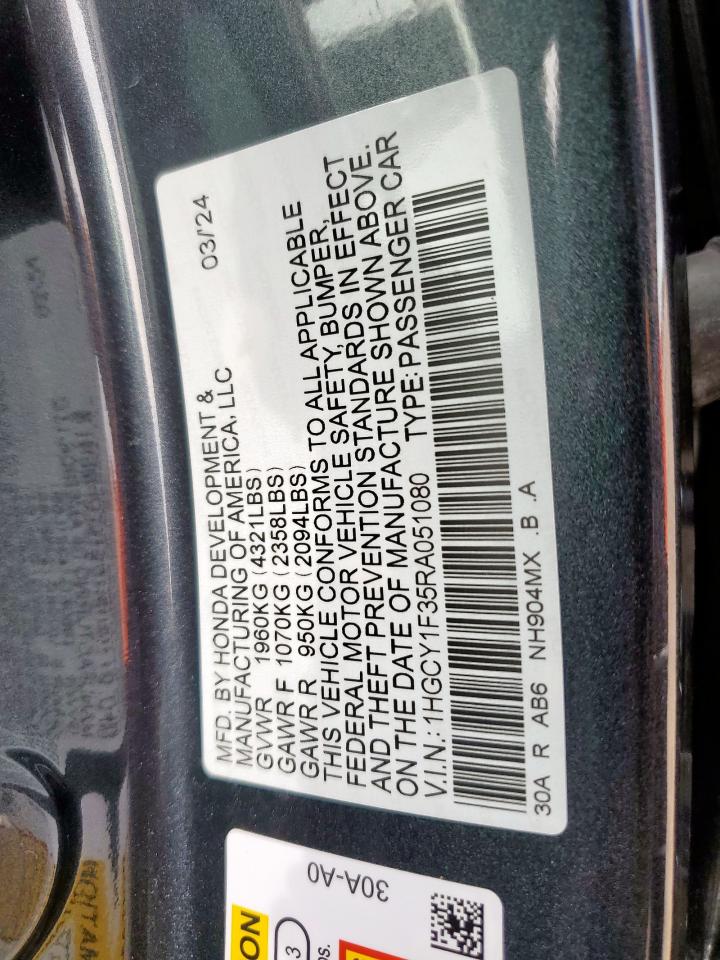 MFD. BY HONDA DEVELOPMENT &
MANUFACTURING OF AMERICA, LLC 03/'24
GVWR 1960KG (4321LBS)
GAWR F 1070KG (2358LBS)
GAWR R 950KG (2094LBS)
THIS VEHICLE CONFORMS TO ALL APPLICABLE
FEDERAL MOTOR VEHICLE SAFETY, BUMPER,
AND THEFT PREVENTION STANDARDS IN EFFECT
ON THE DATE OF MANUFACTURE SHOWN ABOVE.
V.I.N.: 1HGCY1F35RA051080 TYPE: PASSENGER CAR
30A R AB6 NH904MX .B .A
30A-A0
ON
3